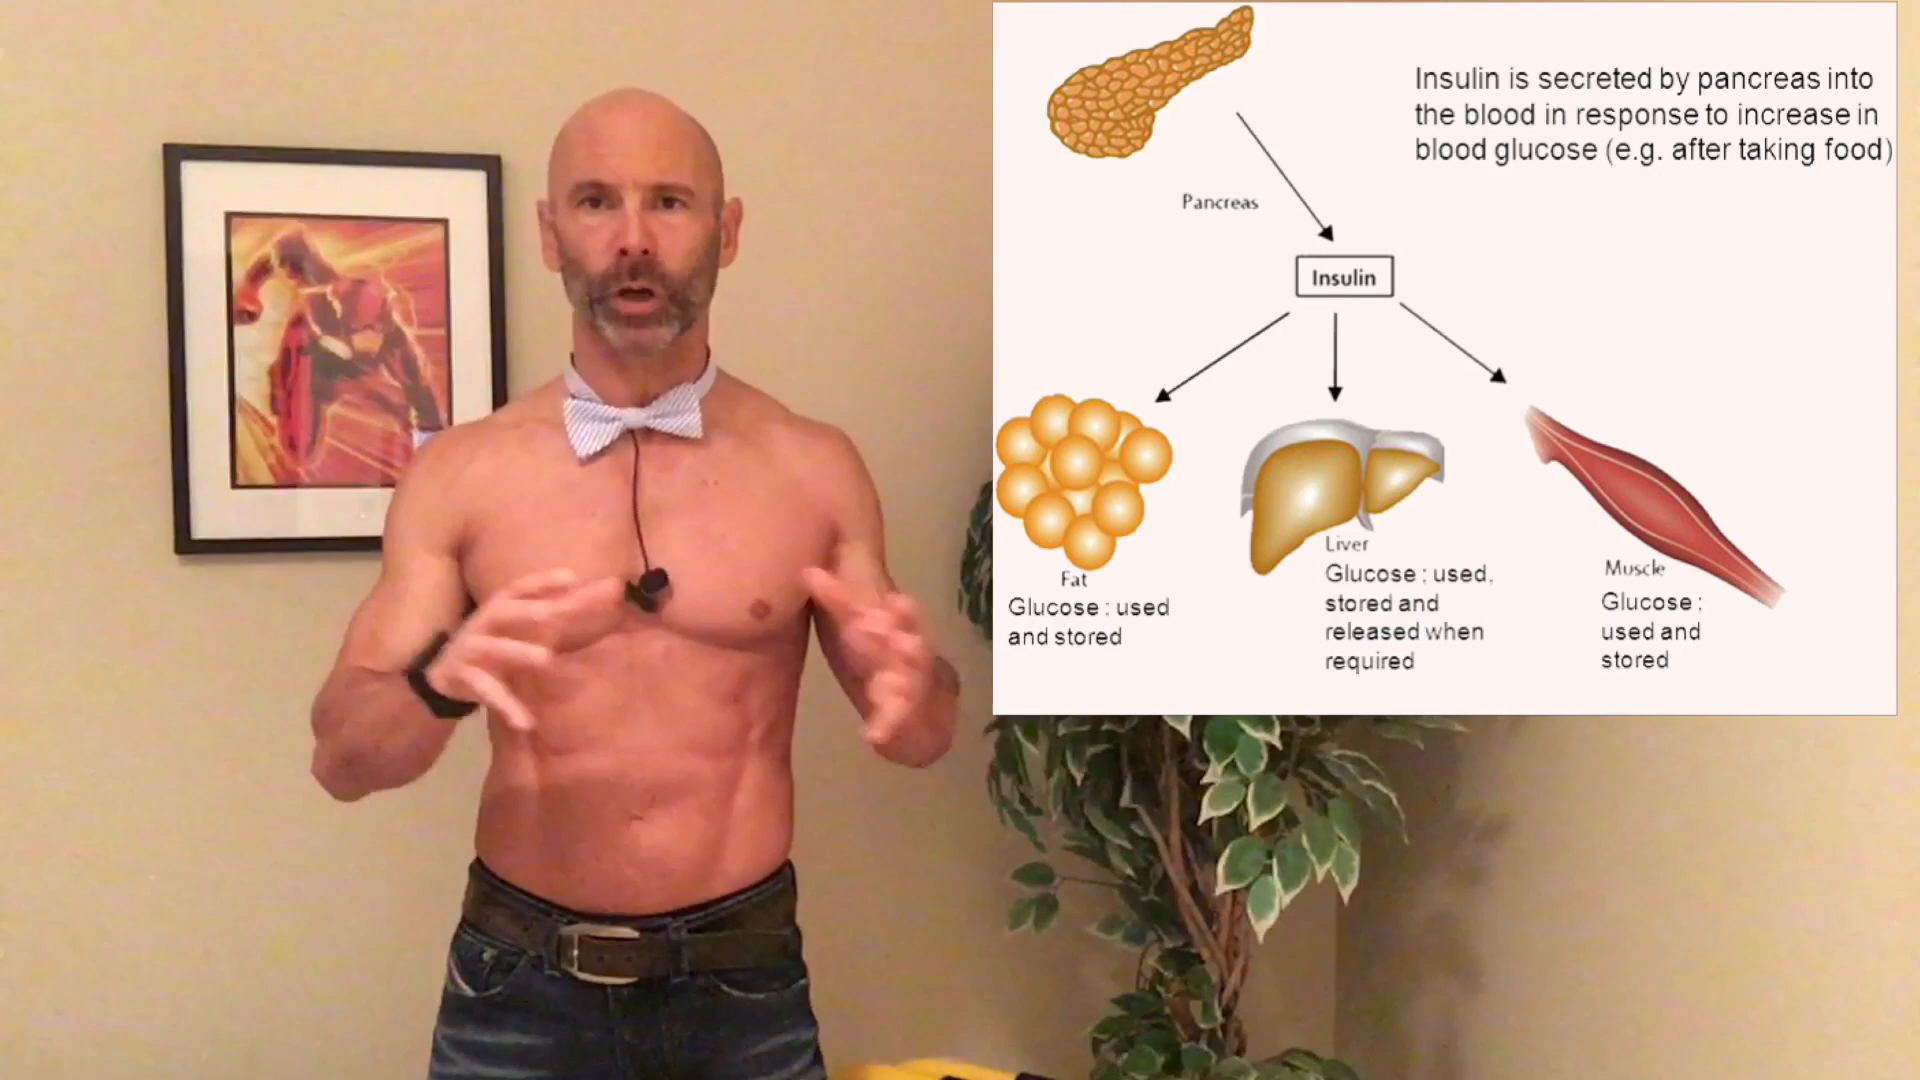 Insulin is secreted by pancreas into
the blood in response to increase in
blood glucose (e.g. after taking food)
Pancreas
Insulin
Fat
Glucose : used
and stored
Liver
Glucose : used,
stored and
released when
required
Muscle
Glucose :
used and
stored